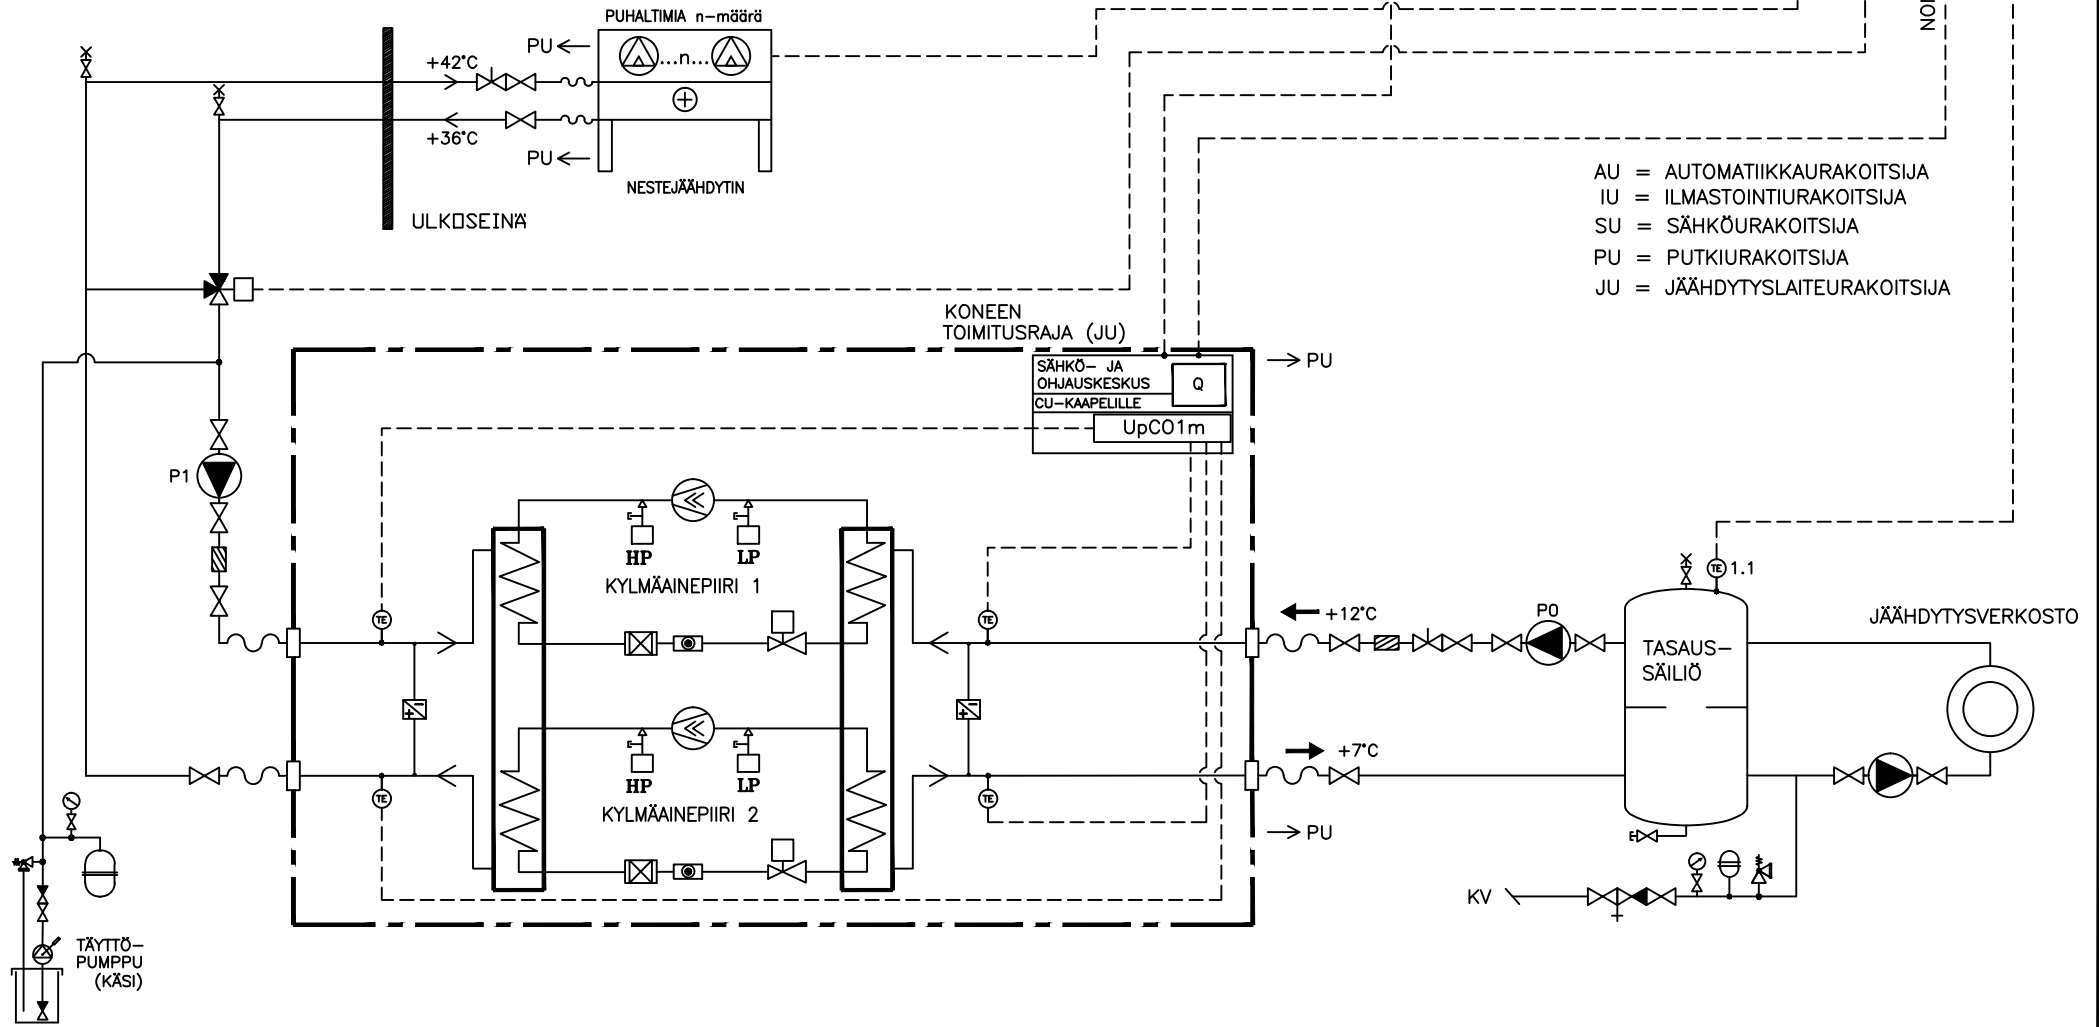 PUHALTIMIA n-määrä
PU
+42°C
...n...
+36°C
PU
NESTEJÄÄHDYTIN
ULKOSEINÄ
AU = AUTOMATIIKKAURAKOITSIJA
IU = ILMASTOINTIURAKOITSIJA
SU = SÄHKÖURAKOITSIJA
PU = PUTKIURAKOITSIJA
JU = JÄÄHDYTYSLAITEURAKOITSIJA
KONEEN
TOIMITUSRAJA (JU)
PU
SÄHKÖ- JA
OHJAUSKESKUS
Q
CU-KAAPELILLE
UpCO1m
P1
HP
LP
KYLMÄAINEPIIRI 1
TE
TE
+12°C
P0
TE 1.1
JÄÄHDYTYSVERKOSTO
TASAUS-
SÄILIÖ
+7°C
HP
LP
KYLMÄAINEPIIRI 2
TE
TE
PU
KV
TÄYTTÖ-
PUMPPU
(KÄSI)